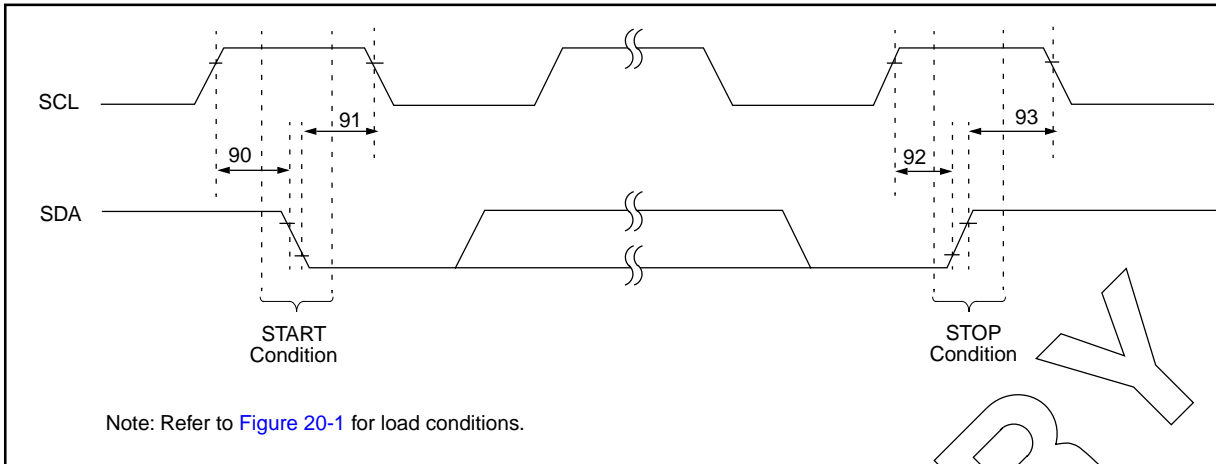 SCL
91
93
90
92
SDA
START
Condition
STOP
Condition
Note: Refer to Figure 20-1 for load conditions.
R Y